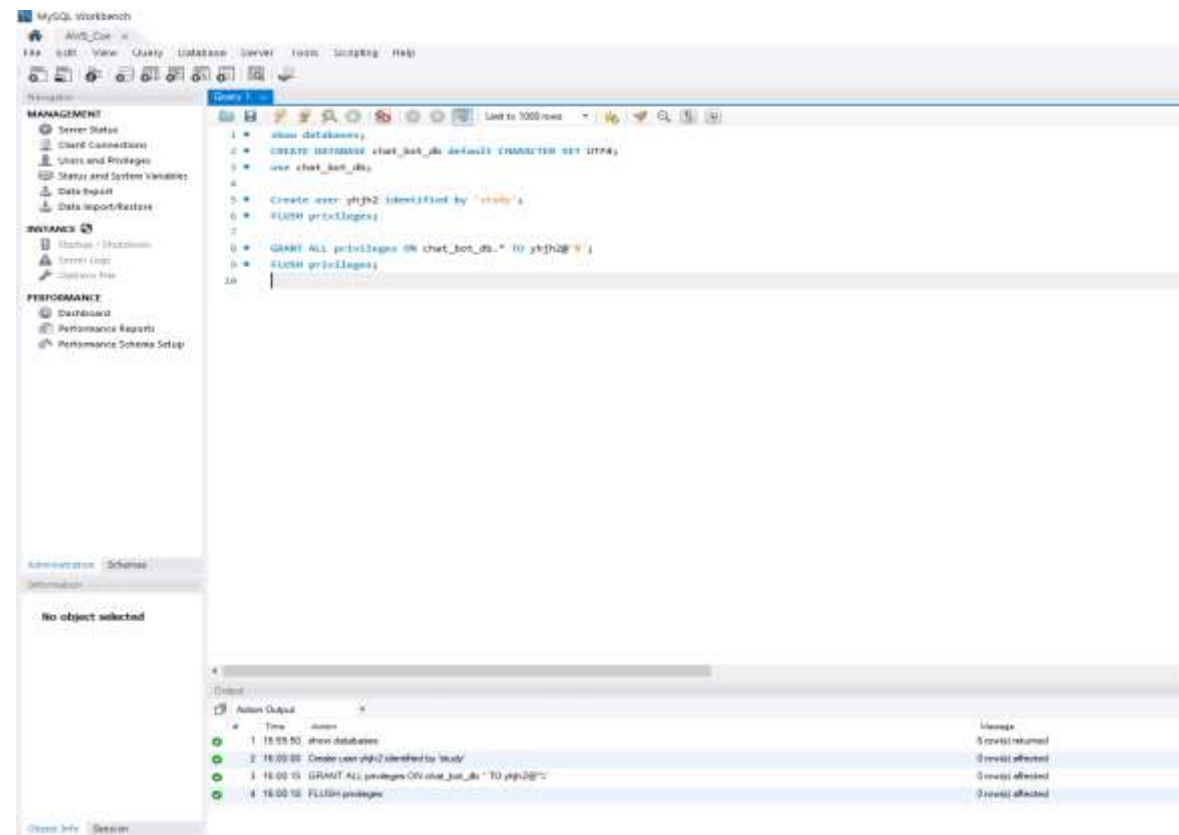 MySQL Workbench
AWS_Con
File Edit View Query Database Server Tools Scripting Help
Navigator
Query 1
MANAGEMENT
Server Status
Client Connections
Users and Privileges
Status and System Variables
Data Export
Data Import/Restore
INSTANCE
Startup / Shutdown
Server Logs
Options File
PERFORMANCE
Dashboard
Performance Reports
Performance Schema Setup
Limit to 1000 rows
1 show databases;
2 CREATE DATABASE chat_bot_db default CHARACTER SET UTF8;
3 use chat_bot_db;
4
5 Create user yhjh2 identified by 'study';
6 FLUSH privileges;
7
8 GRANT ALL privileges ON chat_bot_db.* TO yhjh2@'%';
9 FLUSH privileges;
10
Administration Schemas
Information
No object selected
Output
Action Output
# Time Action Message
1 15:59:50 show databases 5 row(s) returned
2 16:00:00 Create user yhjh2 identified by 'study' 0 row(s) affected
3 16:00:15 GRANT ALL privileges ON chat_bot_db.* TO yhjh2@'%' 0 row(s) affected
4 16:00:18 FLUSH privileges 0 row(s) affected
Object Info Session